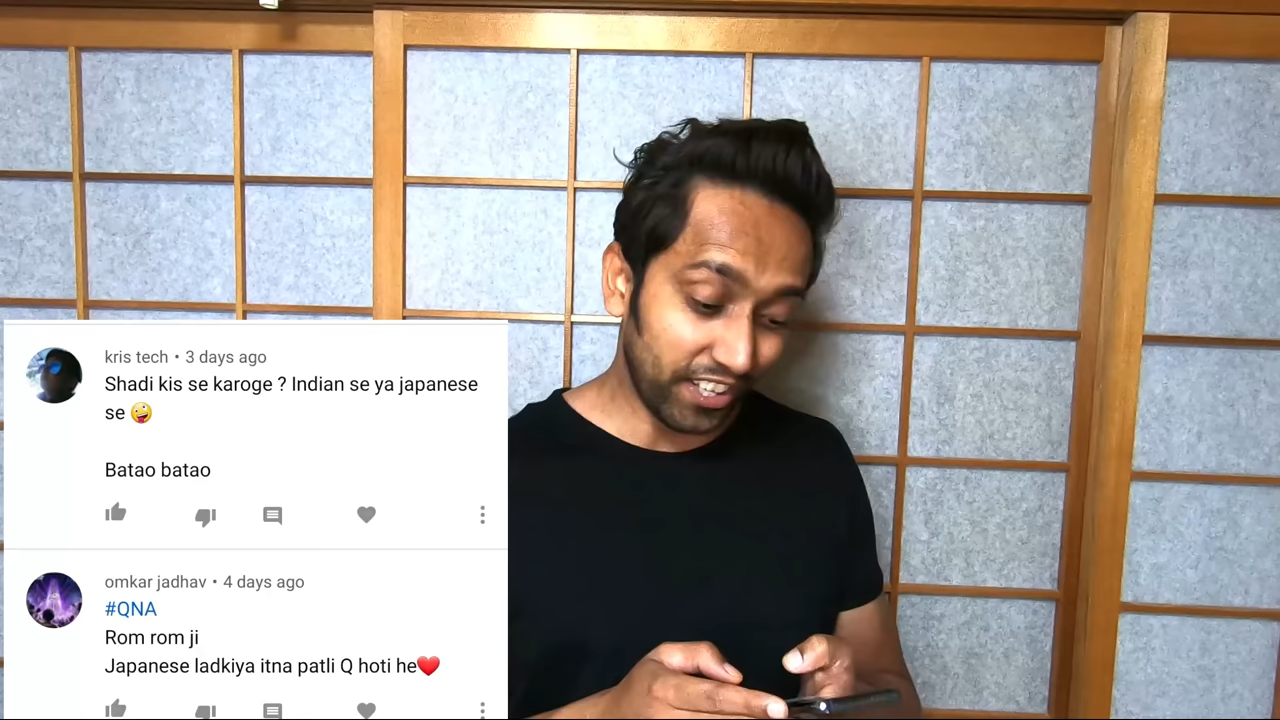 kris tech • 3 days ago
Shadi kis se karoge ? Indian se ya japanese
se 🤪
Batao batao
omkar jadhav • 4 days ago
#QNA
Rom rom ji
Japanese ladkiya itna patli Q hoti he❤️